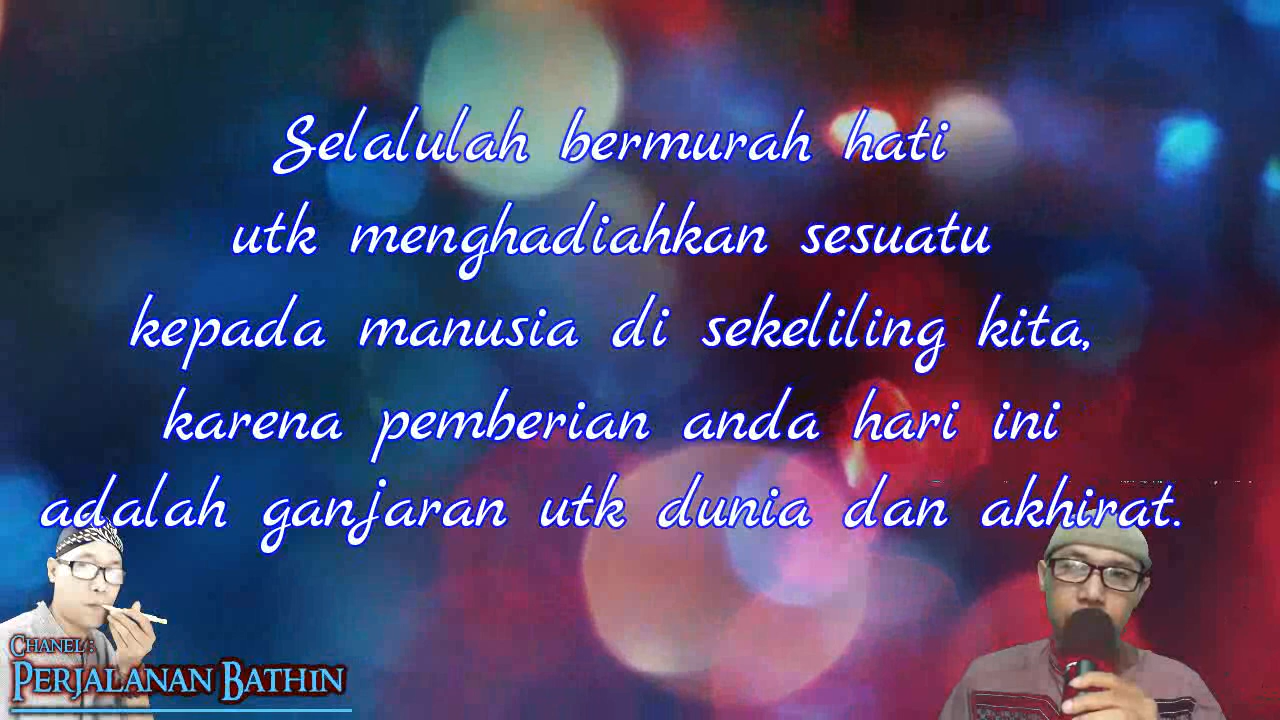 Selalulah bermurah hati
utk menghadiahkan sesuatu
kepada manusia di sekeliling kita,
karena pemberian anda hari ini
adalah ganjaran utk dunia dan akhirat.
Chanel :
Perjalanan Bathin